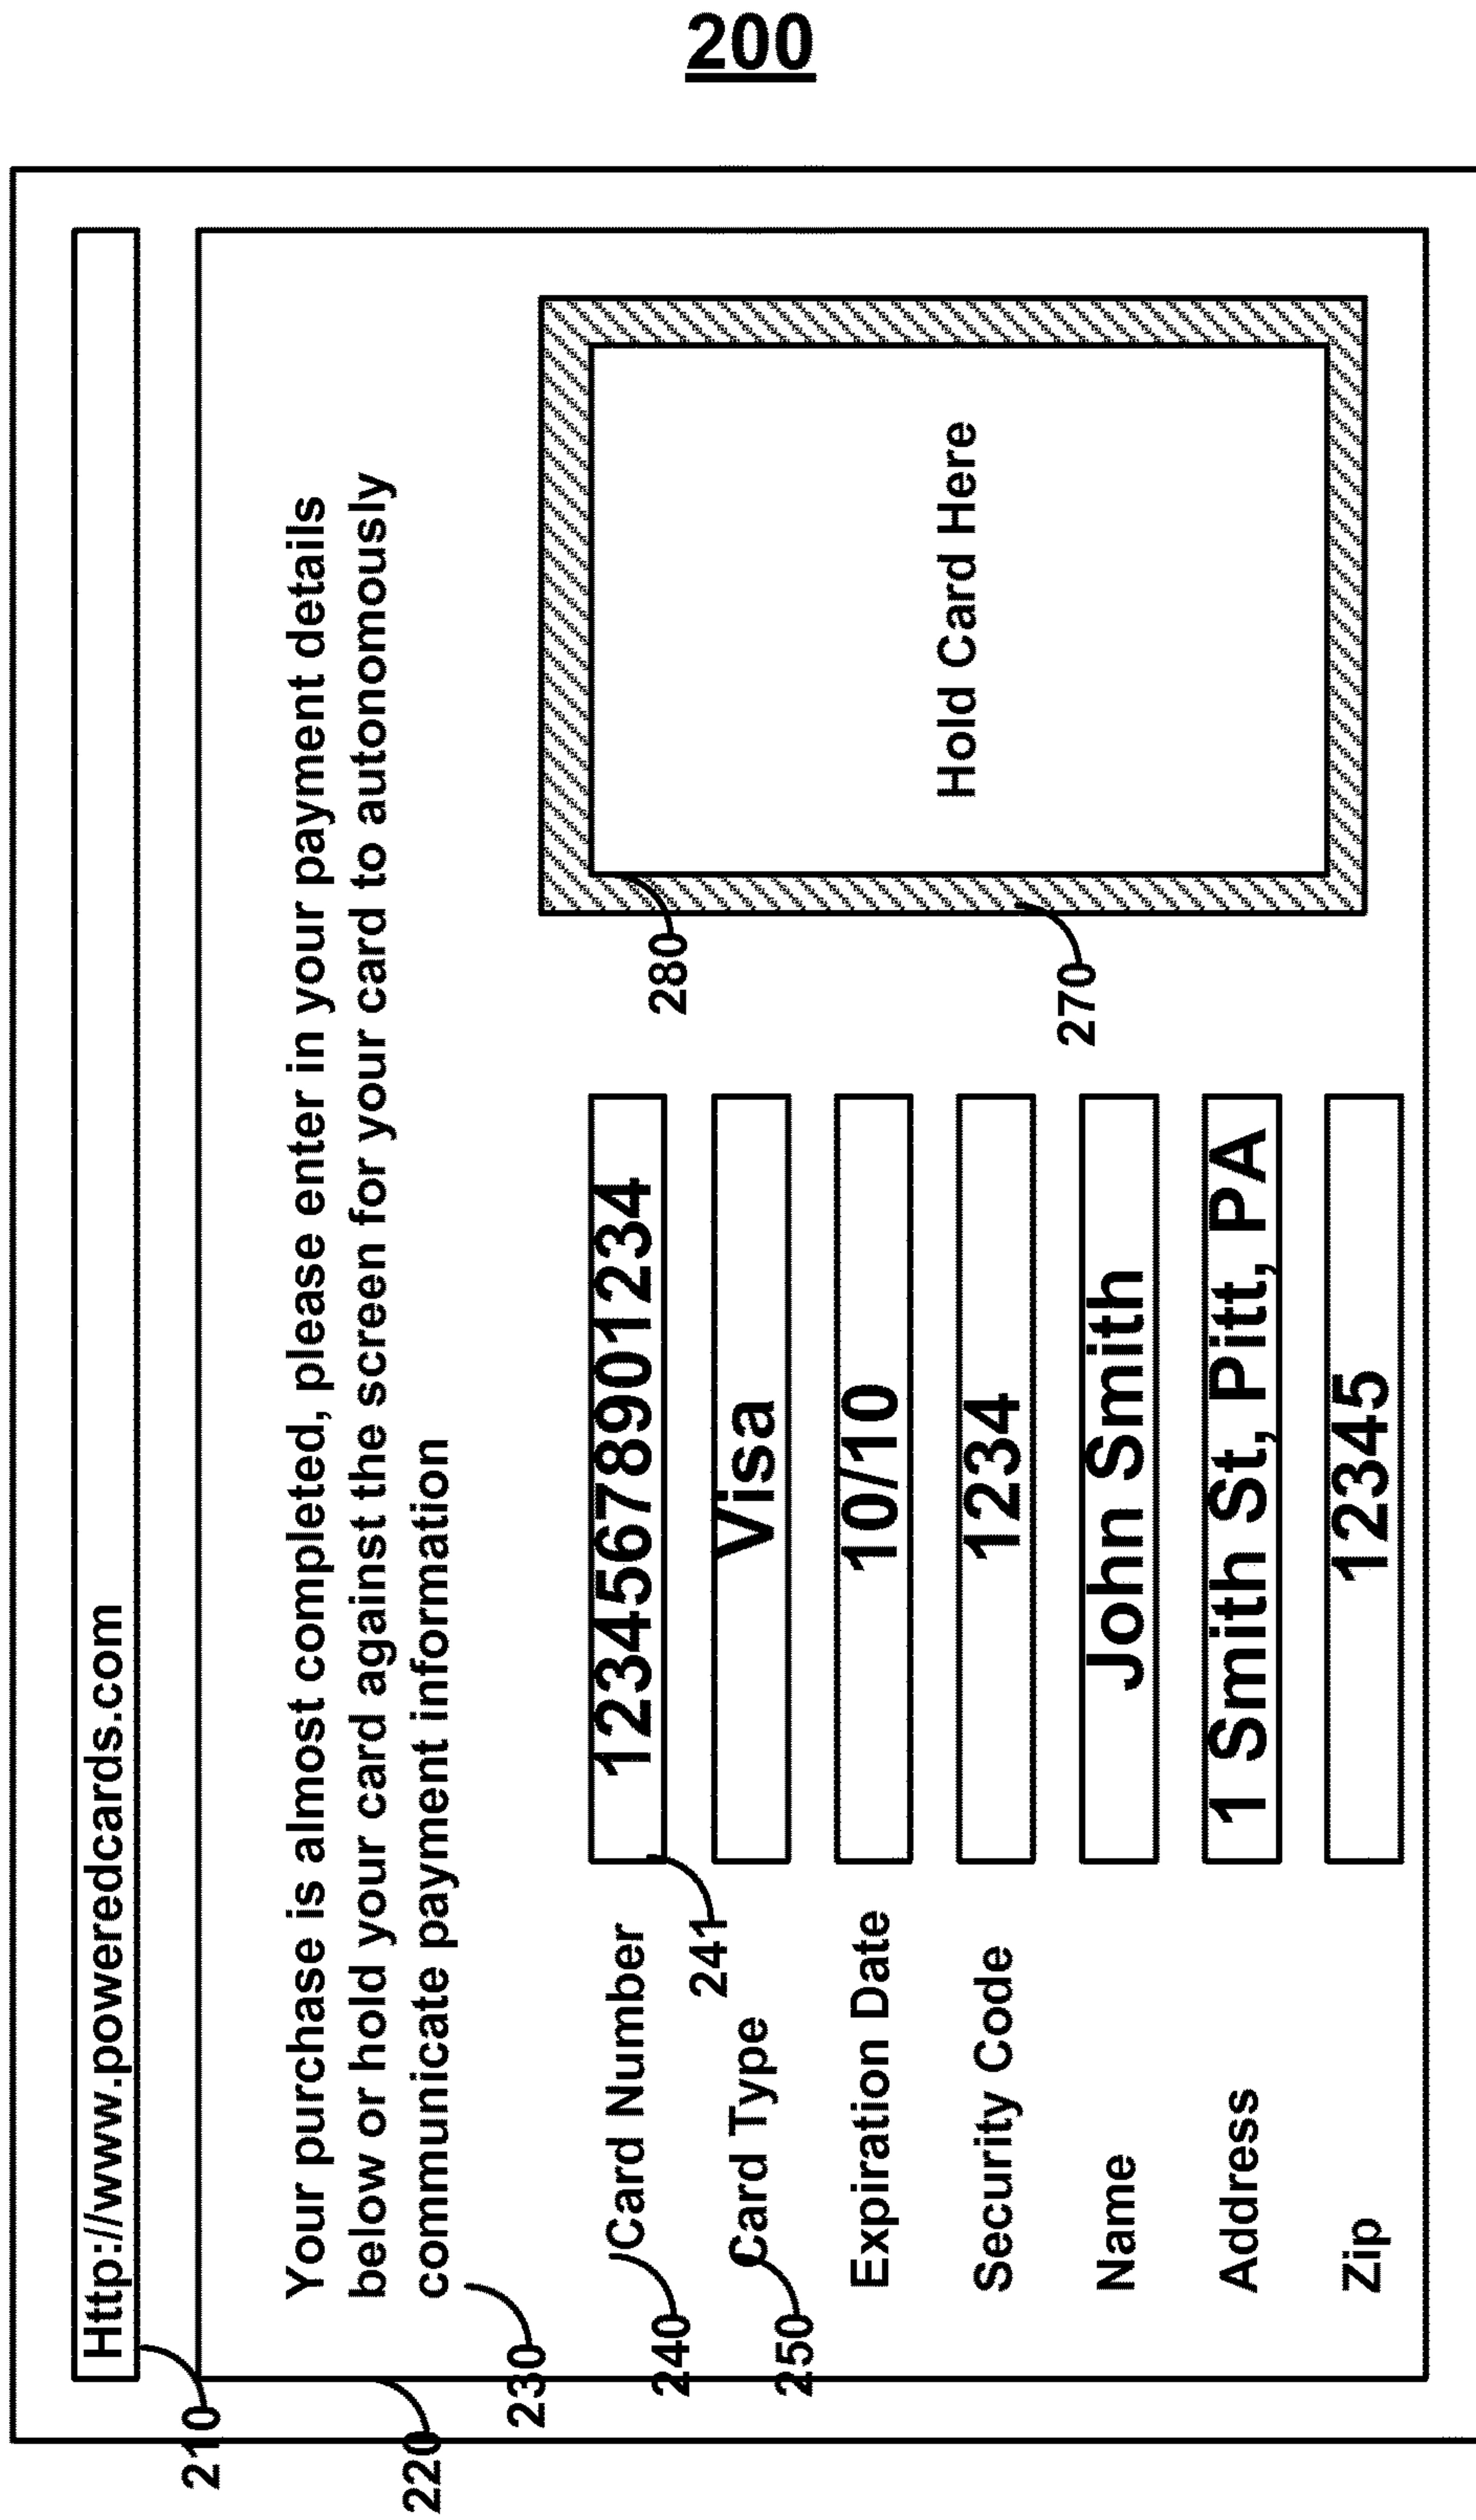 200
Http://www.poweredcards.com
210
220
Your purchase is almost completed, please enter in your payment details
below or hold your card against the screen for your card to autonomously
communicate payment information
230
240
Card Number
241
12345678901234
250
Card Type
Visa
Expiration Date
10/10
Security Code
1234
Name
John Smith
Address
1 Smith St, Pitt, PA
Zip
12345
280
270
Hold Card Here